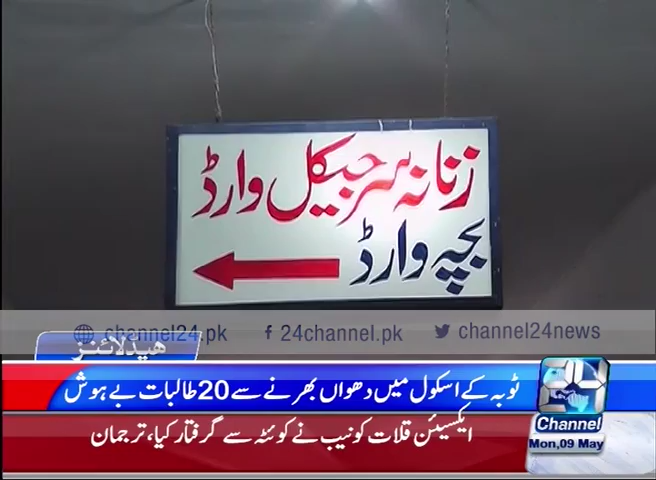 زنانہ سرجیکل وارڈ
بچہ وارڈ
channel24.pk
24channel.pk
channel24news
ھیڈلائنز
ٹوبہ کے اسکول میں دھواں بھرنے سے 20 طالبات بے ہوش
ایکسیئن قلات کو نیب نے کوئٹہ سے گرفتار کیا، ترجمان
24
Channel
Mon,09 May